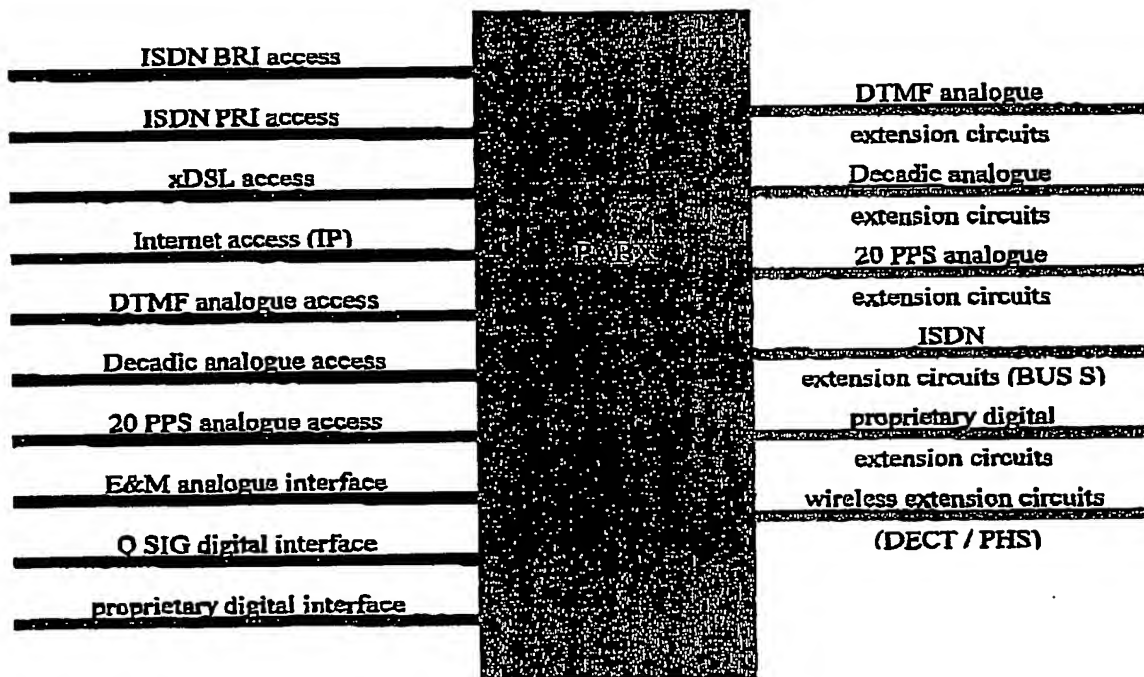 ISDN BRI access
ISDN PRI access
xDSL access
Internet access (IP)
DTMF analogue access
Decadic analogue access
20 PPS analogue access
E&M analogue interface
Q SIG digital interface
proprietary digital interface
DTMF analogue
extension circuits
Decadic analogue
extension circuits
20 PPS analogue
extension circuits
ISDN
extension circuits (BUS S)
proprietary digital
extension circuits
wireless extension circuits
(DECT / PHS)